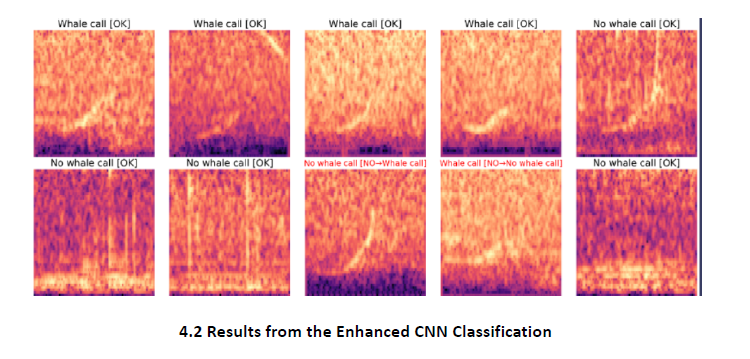 Whale call [OK]
Whale call [OK]
Whale call [OK]
Whale call [OK]
No whale call [OK]
No whale call [OK]
No whale call [OK]
No whale call [NO→Whale call]
Whale call [NO→No whale call]
No whale call [OK]
4.2 Results from the Enhanced CNN Classification